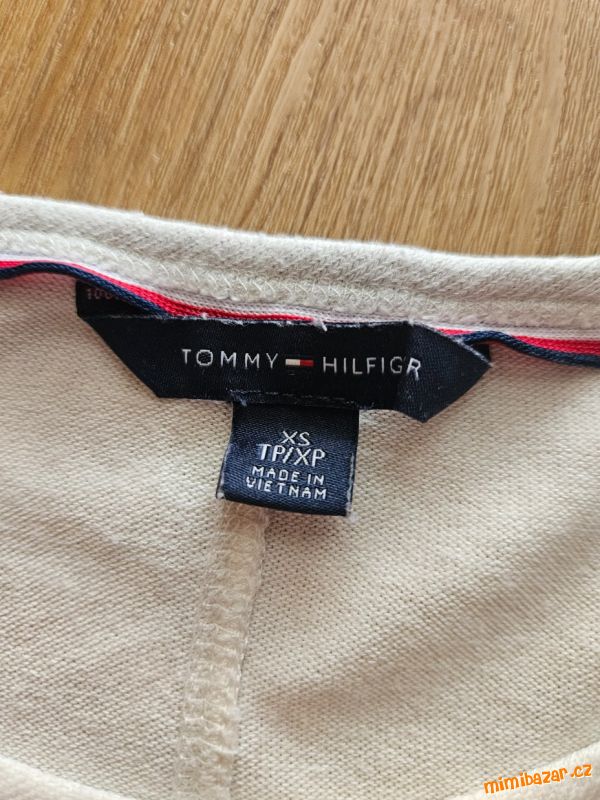 TOMMY HILFIGR
XS
TP/XP
MADE IN
VIETNAM
mimibazar.cz